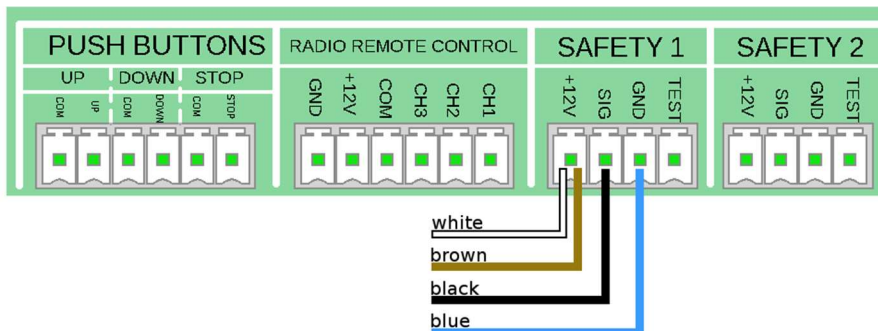 PUSH BUTTONS
UP DOWN STOP
COM UP COM DOWN COM STOP
RADIO REMOTE CONTROL
GND +12V COM CH3 CH2 CH1
SAFETY 1
+12V SIG GND TEST
SAFETY 2
+12V SIG GND TEST
white
brown
black
blue